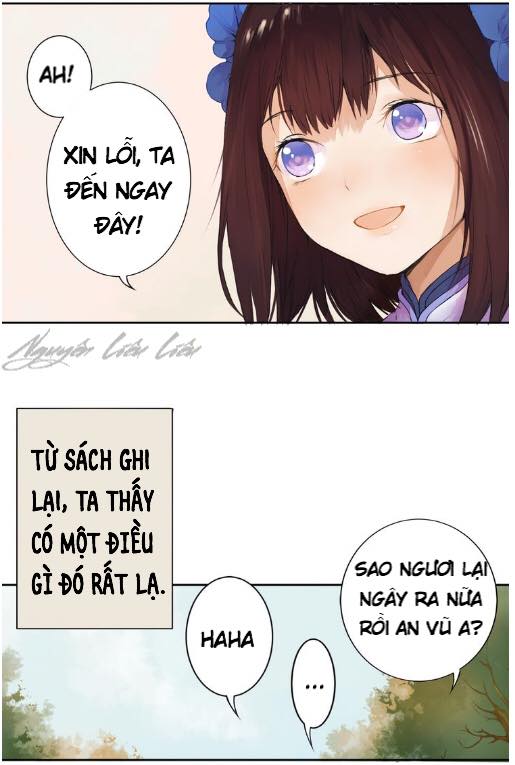 AH!
XIN LỖI, TA
ĐẾN NGAY
ĐÂY!
Nguyên Liên Liên
TỪ SÁCH GHI
LẠI, TA THẤY
CÓ MỘT ĐIỀU
GÌ ĐÓ RẤT LẠ.
SAO NGƯƠI LẠI
NGÂY RA NỮA
RỒI AN VŨ A?
HAHA
...